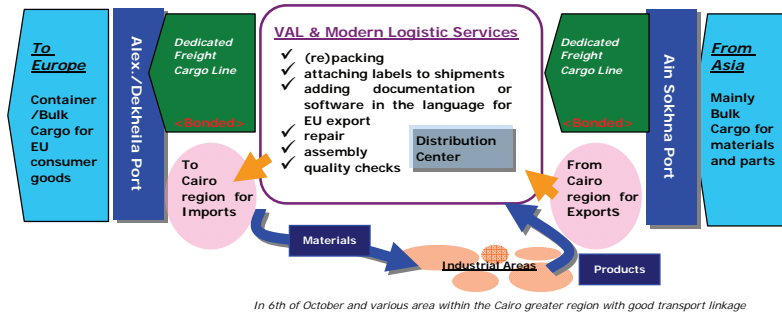 To
Europe
Container
/Bulk
Cargo for
EU
consumer
goods
Alex./Dekheila Port
Dedicated
Freight
Cargo Line
<Bonded>
To
Cairo
region for
Imports
VAL & Modern Logistic Services
✓ (re)packing
✓ attaching labels to shipments
✓ adding documentation or
software in the language for
EU export
✓ repair
✓ assembly
✓ quality checks
Distribution
Center
Dedicated
Freight
Cargo Line
<Bonded>
From
Cairo
region for
Exports
Ain Sokhna Port
From
Asia
Mainly
Bulk
Cargo for
materials
and parts
Materials
Industrial Areas
Products
In 6th of October and various area within the Cairo greater region with good transport linkage